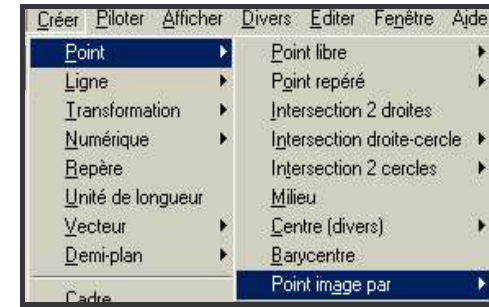 Créer Piloter Afficher Divers Editer Fenêtre Aide
Point
Ligne
Transformation
Numérique
Repère
Unité de longueur
Vecteur
Demi-plan
Cadre
Point libre
Point repéré
Intersection 2 droites
Intersection droite-cercle
Intersection 2 cercles
Milieu
Centre (divers)
Barycentre
Point image par